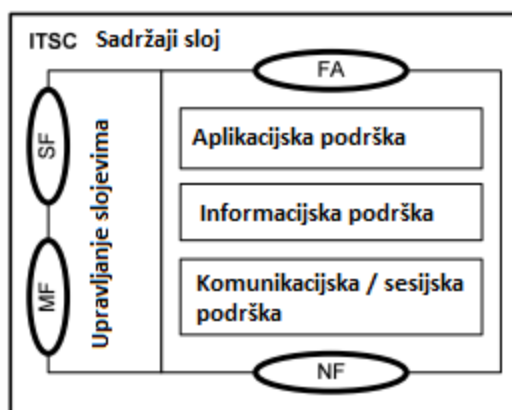 ITSC Sadržaji sloj
FA
SF
MF
Upravljanje slojevima
Aplikacijska podrška
Informacijska podrška
Komunikacijska / sesijska
podrška
NF